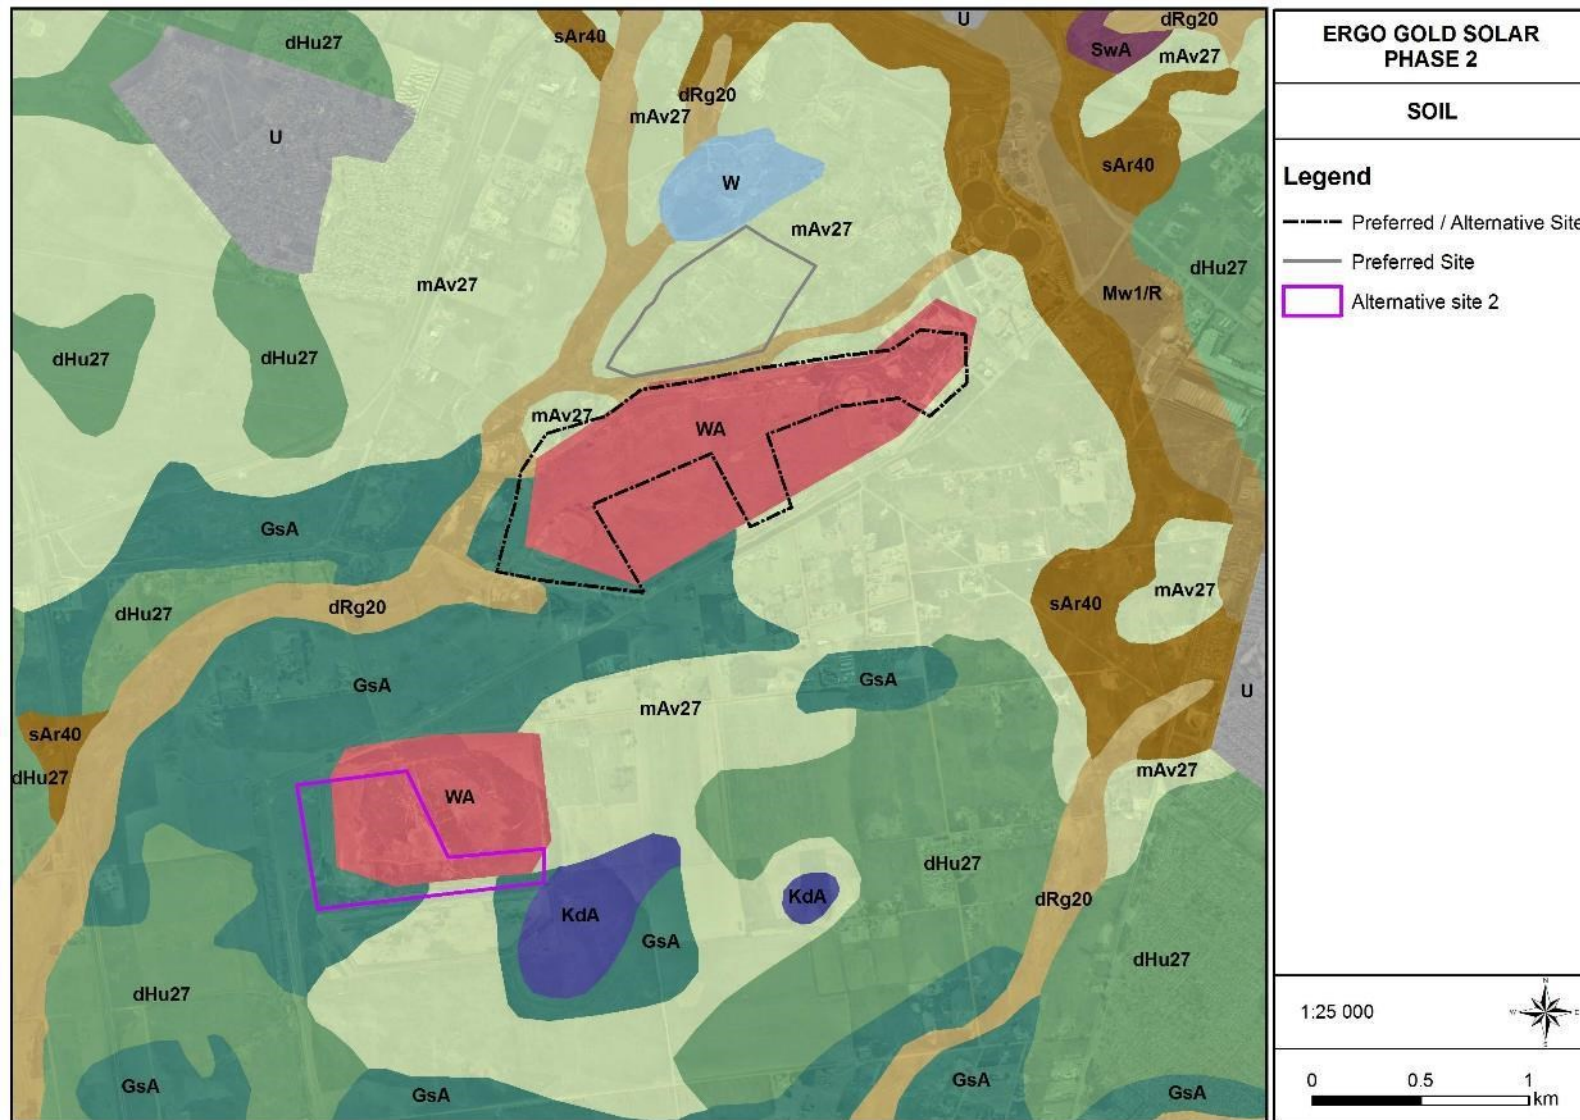 U
dRg20
dHu27
sAr40
SwA
mAv27
dRg20
mAv27
U
sAr40
W
mAv27
dHu27
mAv27
Mw1/R
dHu27
dHu27
mAv27
WA
GsA
mAv27
sAr40
dRg20
dHu27
GsA
GsA
U
mAv27
sAr40
dHu27
mAv27
WA
dHu27
KdA
dRg20
KdA
GsA
dHu27
dHu27
GsA
GsA
GsA
GsA
ERGO GOLD SOLAR
PHASE 2
SOIL
Legend
Preferred / Alternative Site
Preferred Site
Alternative site 2
1:25 000
N
W
E
S
0 0.5 1
km